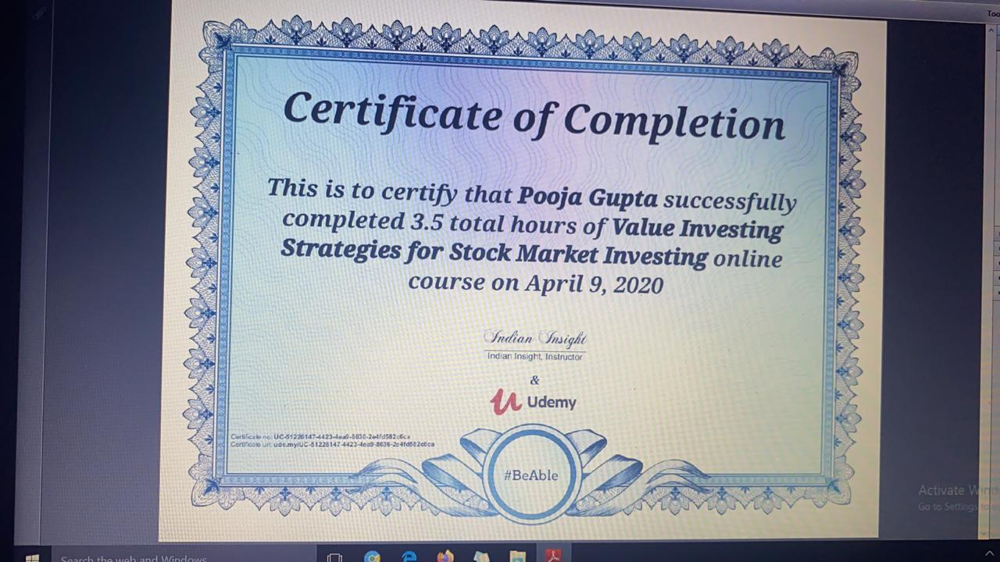 Too
Certificate of Completion
This is to certify that Pooja Gupta successfully
completed 3.5 total hours of Value Investing
Strategies for Stock Market Investing online
course on April 9, 2020
Indian Insight
Indian Insight, Instructor
&
Udemy
Certificate no: UC-51226147-4423-4ea9-8636-2e4fd582c6ca
Certificate url: ude.my/UC-51226147-4423-4ea9-8636-2e4fd582c6ca
#BeAble
Activate Win
Go to Settings to
Search the web and Windows